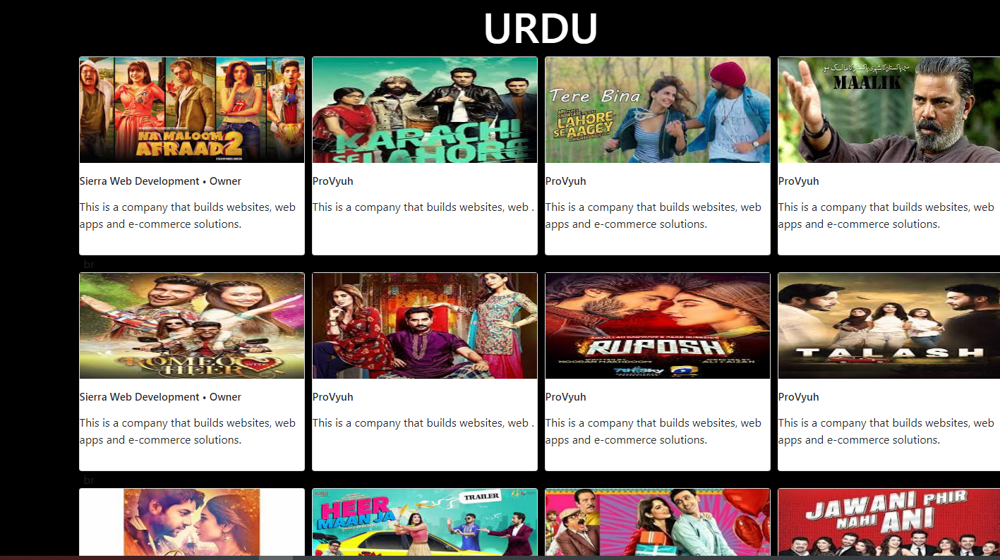 URDU
NA MALOOM
AFRAAD 2
KARACHI
SE LAHORE
Tere Bina
LAHORE
SE AAGEY
MAALIK
Sierra Web Development • Owner
This is a company that builds websites, web
apps and e-commerce solutions.
ProVyuh
This is a company that builds websites, web .
ProVyuh
This is a company that builds websites, web
apps and e-commerce solutions.
ProVyuh
This is a company that builds websites, web
apps and e-commerce solutions.
br
ROMEO
HEER
RUPOSH
7th Sky
TALASH
Sierra Web Development • Owner
This is a company that builds websites, web
apps and e-commerce solutions.
ProVyuh
This is a company that builds websites, web .
ProVyuh
This is a company that builds websites, web
apps and e-commerce solutions.
ProVyuh
This is a company that builds websites, web
apps and e-commerce solutions.
br
TRAILER
HEER
MAAN JA
JAWANI PHIR
NAHI ANI